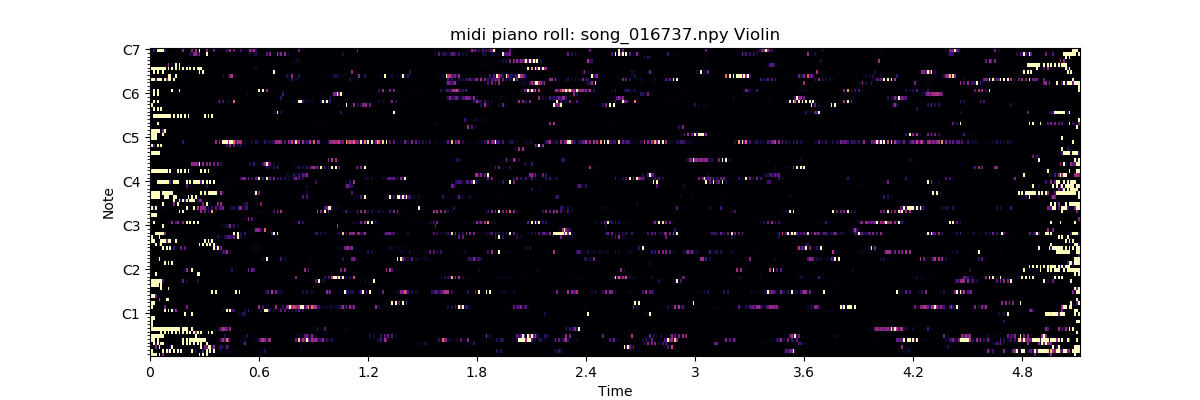 midi piano roll: song_016737.npy Violin
C7
C6
C5
C4
C3
C2
C1
Note
0 0.6 1.2 1.8 2.4 3 3.6 4.2 4.8
Time